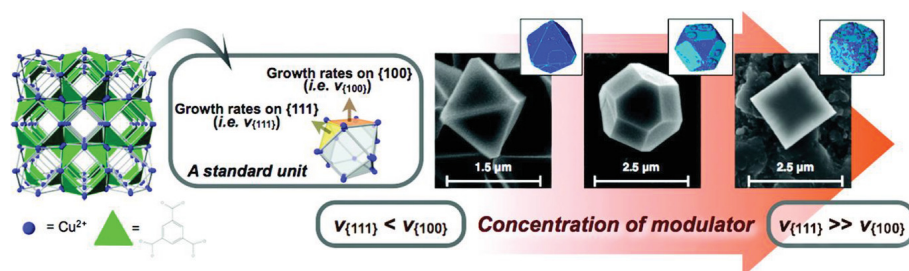 Growth rates on {100}
(i.e. v{100})
Growth rates on {111}
(i.e. v{111})
A standard unit
= Cu2+
=
1.5 µm
2.5 µm
2.5 µm
v{111} < v{100}
Concentration of modulator
v{111} >> v{100}